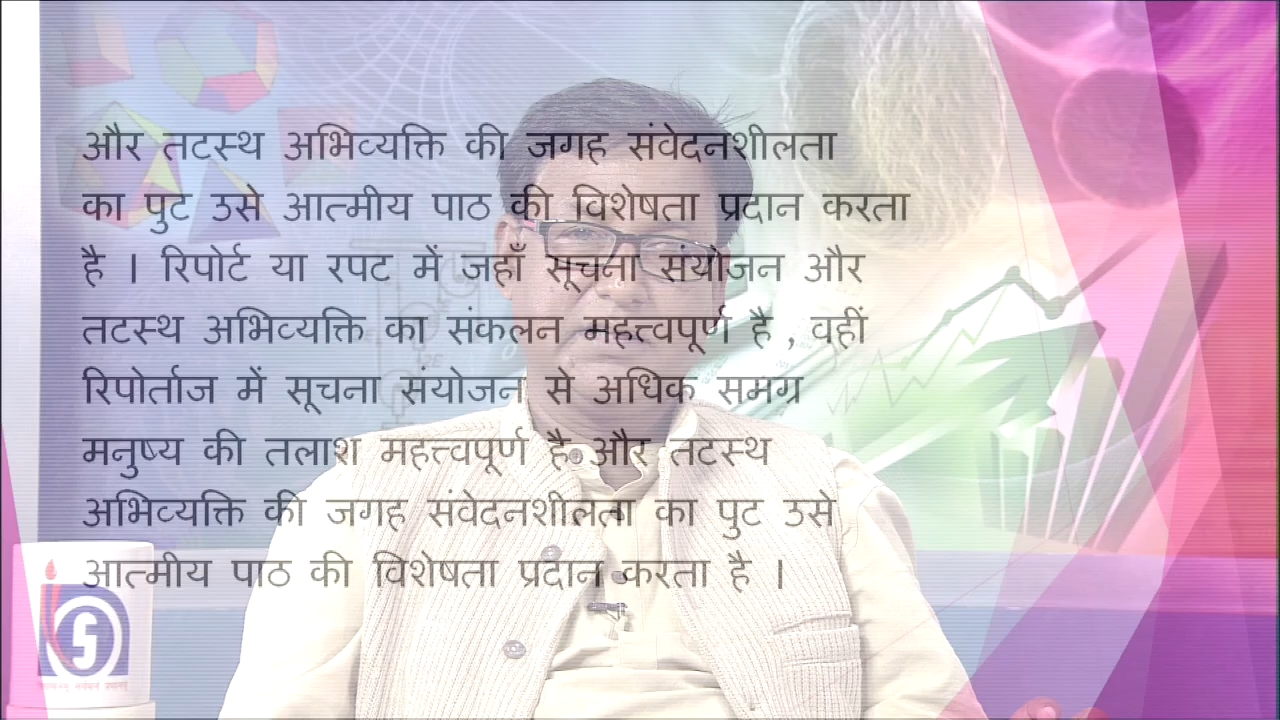 और तटस्थ अभिव्यक्ति की जगह संवेदनशीलता
का पुट उसे आत्मीय पाठ की विशेषता प्रदान करता
है । रिपोर्ट या रपट में जहाँ सूचना संयोजन और
तटस्थ अभिव्यक्ति का संकलन महत्त्वपूर्ण है , वहीं
रिपोर्ताज में सूचना संयोजन से अधिक समग्र
मनुष्य की तलाश महत्त्वपूर्ण है और तटस्थ
अभिव्यक्ति की जगह संवेदनशीलता का पुट उसे
आत्मीय पाठ की विशेषता प्रदान करता है ।